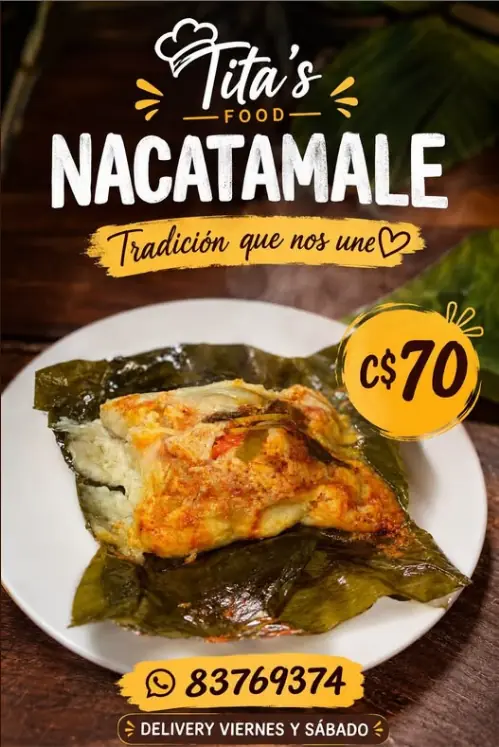 Tita's
FOOD
NACATAMALE
Tradición que nos une
C$70
83769374
DELIVERY VIERNES Y SÁBADO